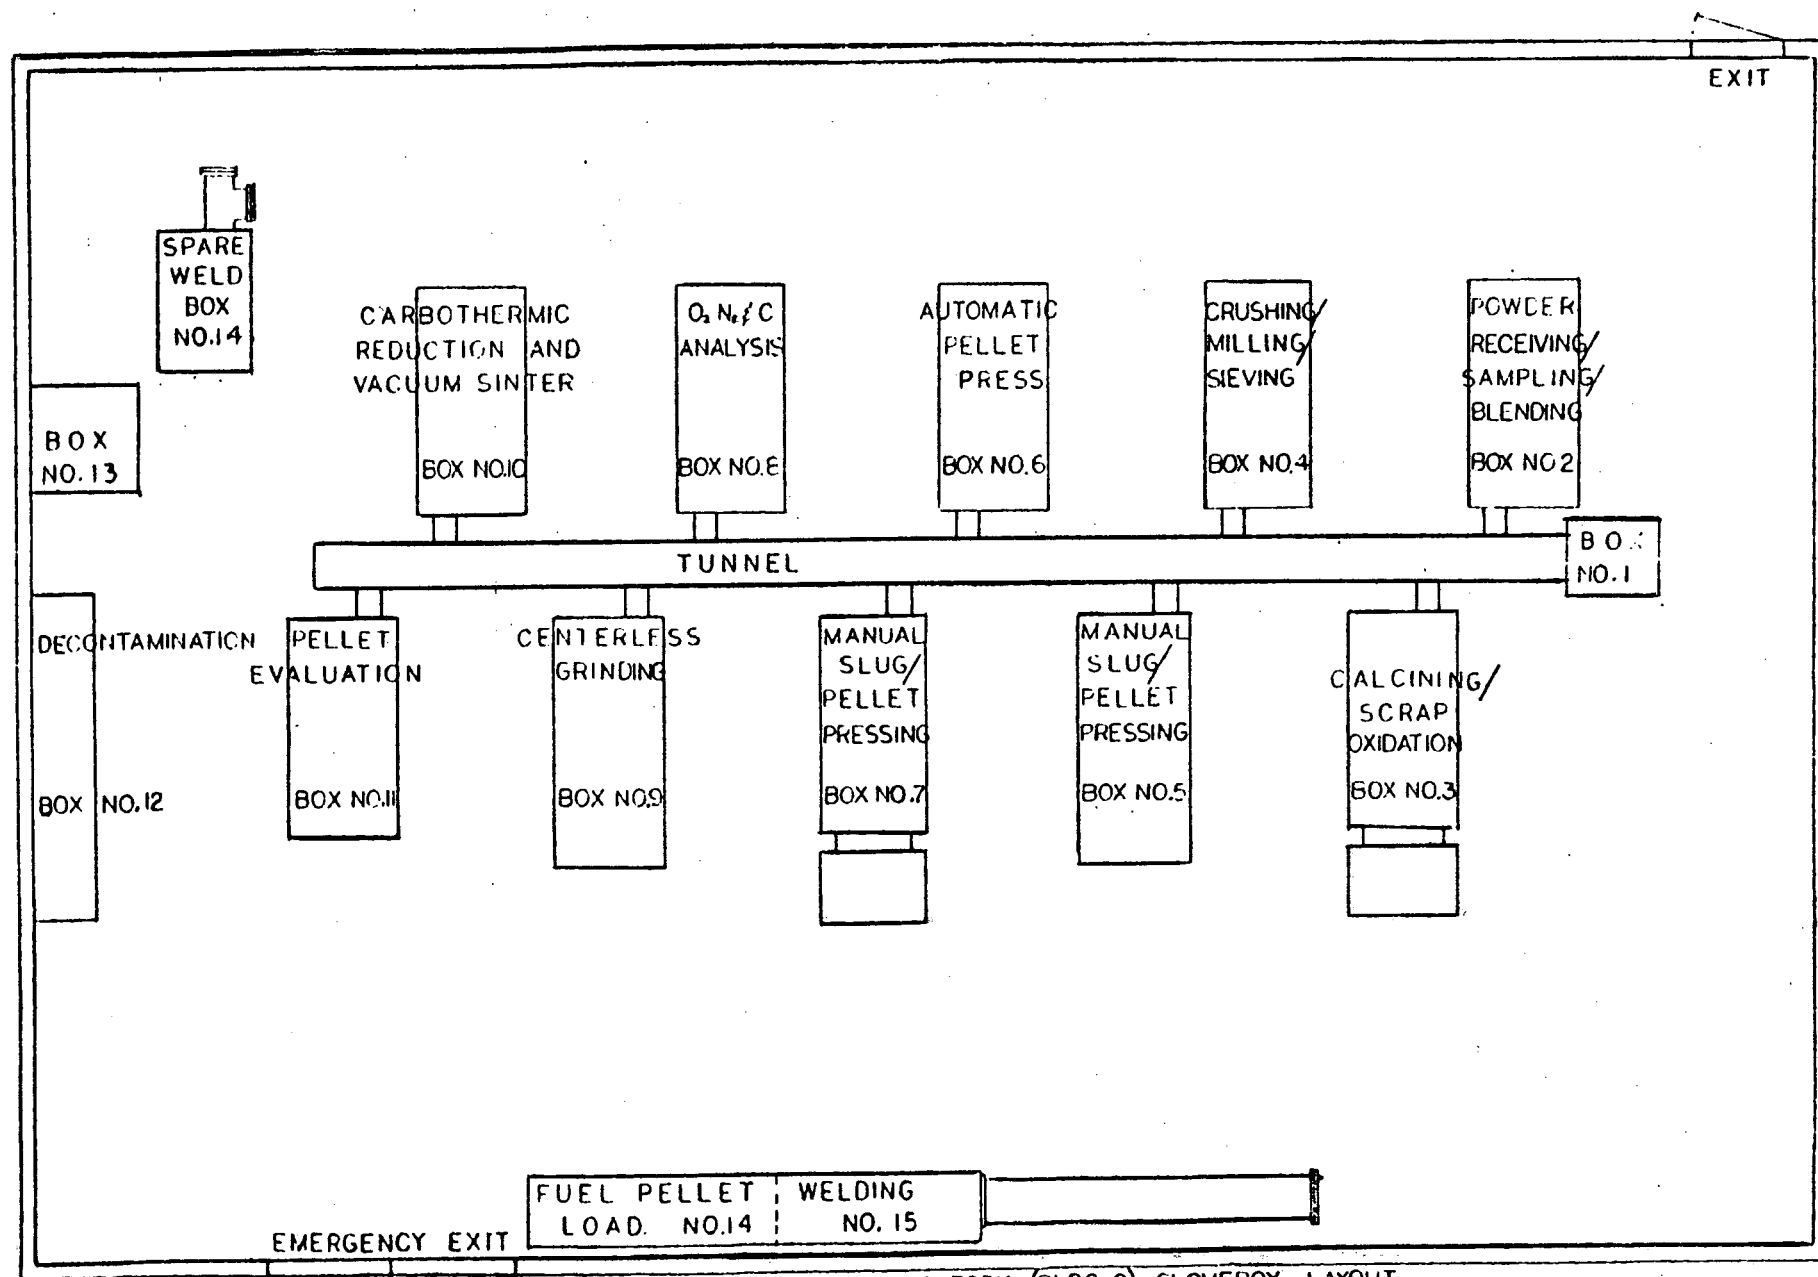 EXIT
SPARE
WELD
BOX
NO.14
CARBOTHERMIC
REDUCTION AND
VACUUM SINTER
BOX NO.10
O₂ N₂ & C
ANALYSIS
BOX NO.8
AUTOMATIC
PELLET
PRESS
BOX NO.6
CRUSHING/
MILLING/
SIEVING
BOX NO.4
POWDER
RECEIVING/
SAMPLING/
BLENDING
BOX NO 2
BOX
NO.13
TUNNEL
BOX
NO.1
DECONTAMINATION
BOX NO.12
PELLET
EVALUATION
BOX NO.11
CENTERLESS
GRINDING
BOX NO.9
MANUAL
SLUG/
PELLET
PRESSING
BOX NO.7
MANUAL
SLUG/
PELLET
PRESSING
BOX NO.5
CALCINING/
SCRAP
OXIDATION
BOX NO.3
FUEL PELLET
LOAD. NO.14
WELDING
NO. 15
EMERGENCY EXIT
GLOVEBOX LAYOUT